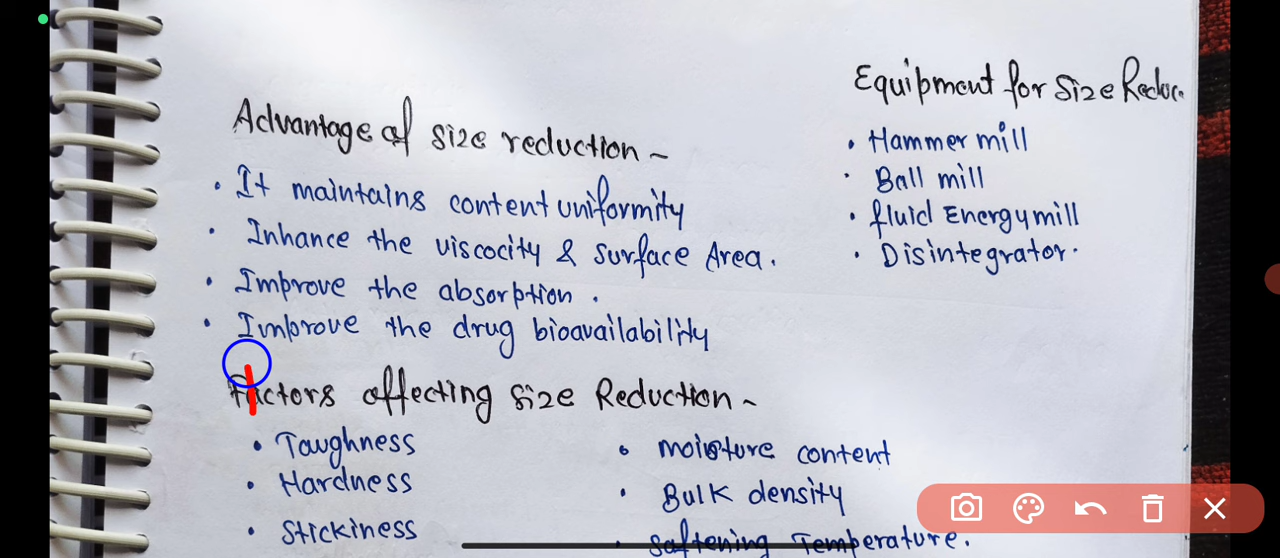 Advantage of size reduction ~
• It maintains content uniformity
• Inhance the viscocity & surface Area.
• Improve the absorption.
• Improve the drug bioavailability
Equipment for Size Reduc
• Hammer mill
• Ball mill
• fluid Energy mill
• Disintegrator.
Factors affecting size Reduction ~
• Toughness
• Hardness
• Stickiness
• moisture content
• Bulk density
• Softening Temperature.